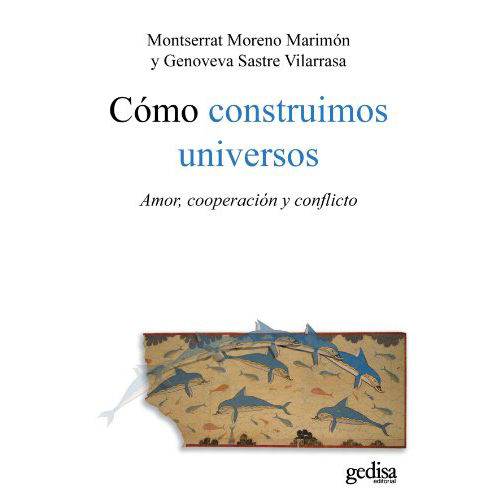 Montserrat Moreno Marimón
y Genoveva Sastre Vilarrasa
Cómo construimos
universos
Amor, cooperación y conflicto
gedisa
editorial